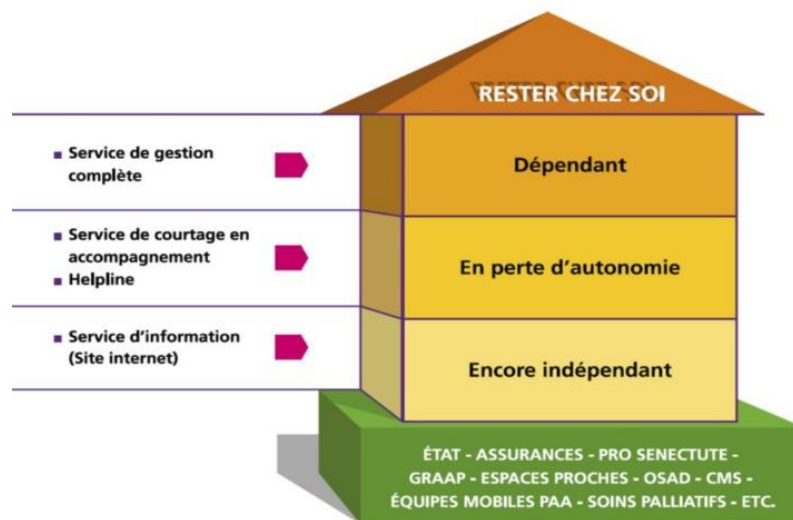 RESTER CHEZ SOI
Service de gestion
complète
Dépendant
Service de courtage en
accompagnement
Helpline
En perte d'autonomie
Service d'information
(Site internet)
Encore indépendant
ÉTAT - ASSURANCES - PRO SENECTUTE -
GRAAP - ESPACES PROCHES - OSAD - CMS -
ÉQUIPES MOBILES PAA - SOINS PALLIATIFS - ETC.